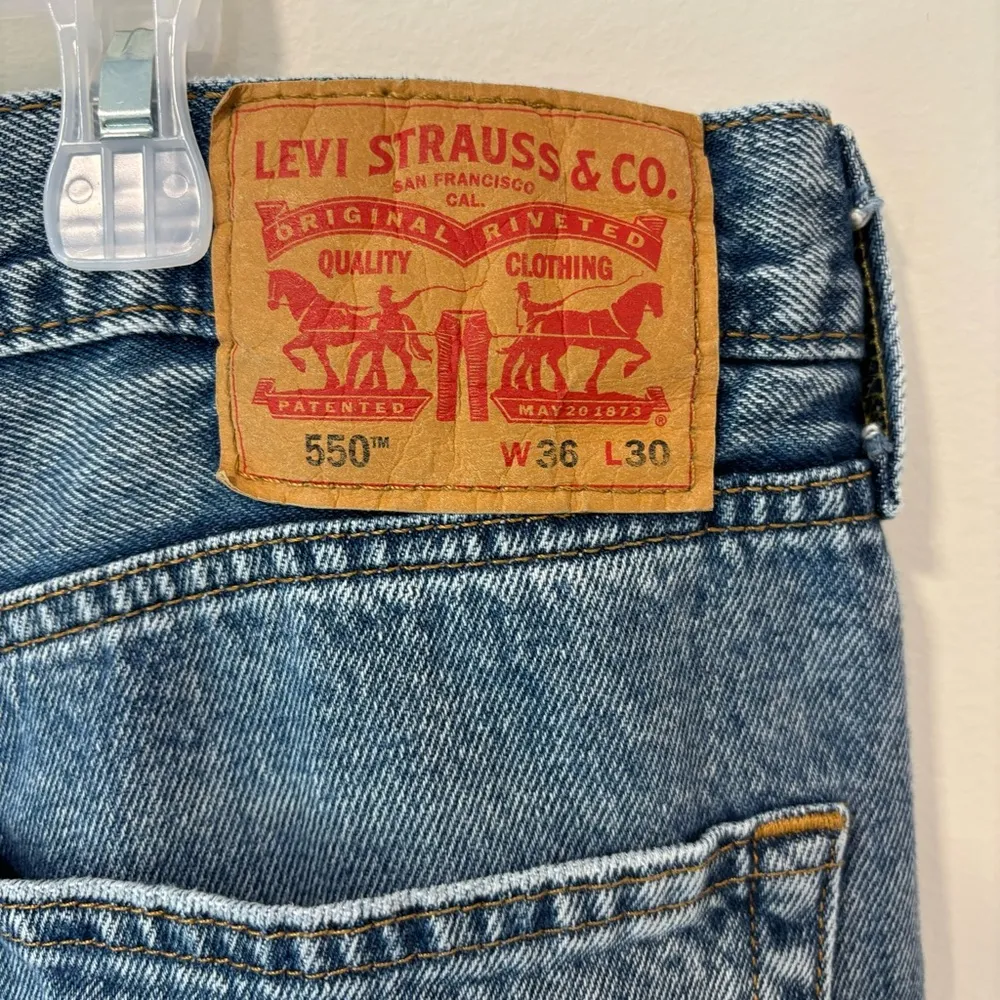 LEVI STRAUSS & CO.
SAN FRANCISCO
CAL.
ORIGINAL RIVETED
QUALITY CLOTHING
PATENTED MAY 20 1873 ®
550™ W36 L30